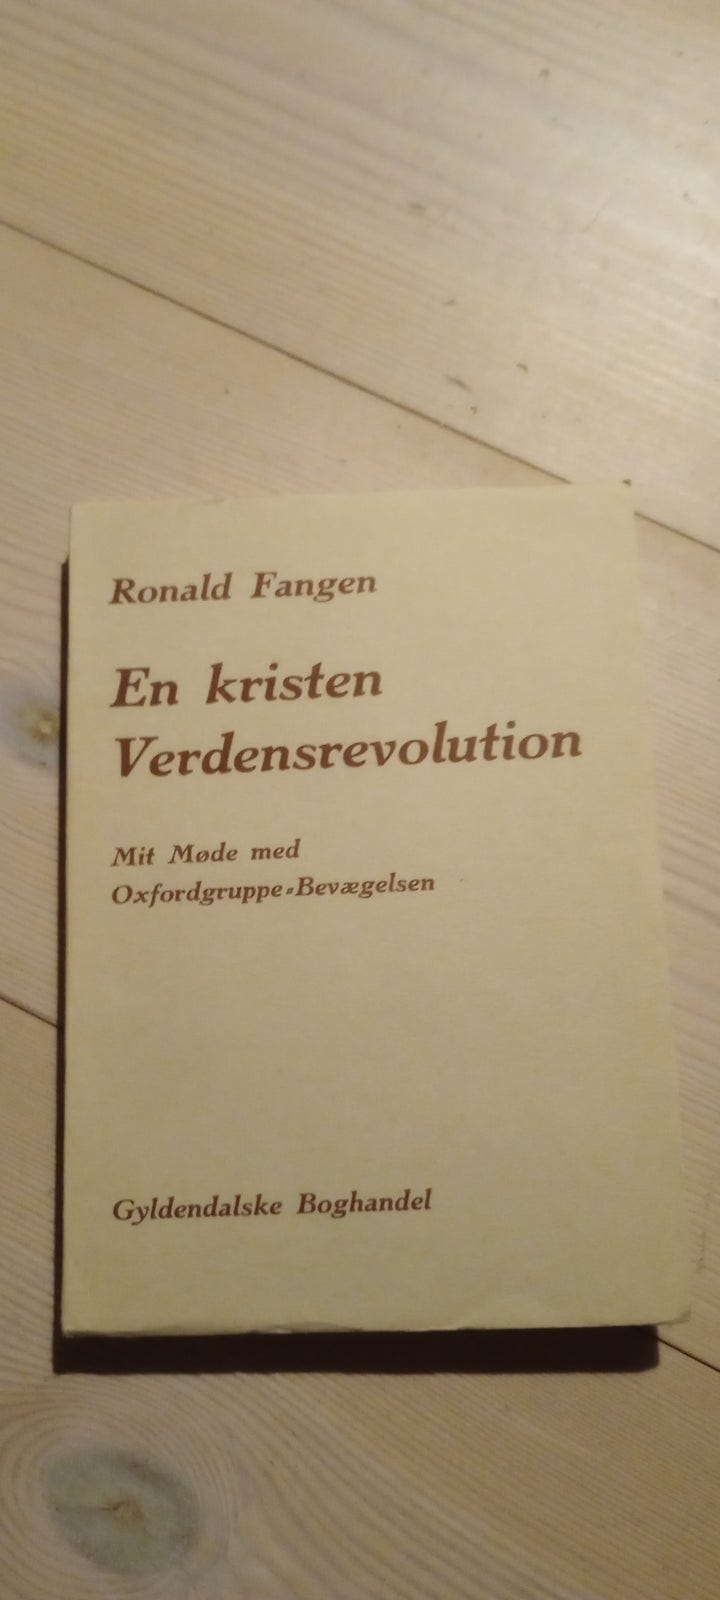 Ronald Fangen
En kristen
Verdensrevolution
Mit Møde med
Oxfordgruppe-Bevægelsen
Gyldendalske Boghandel